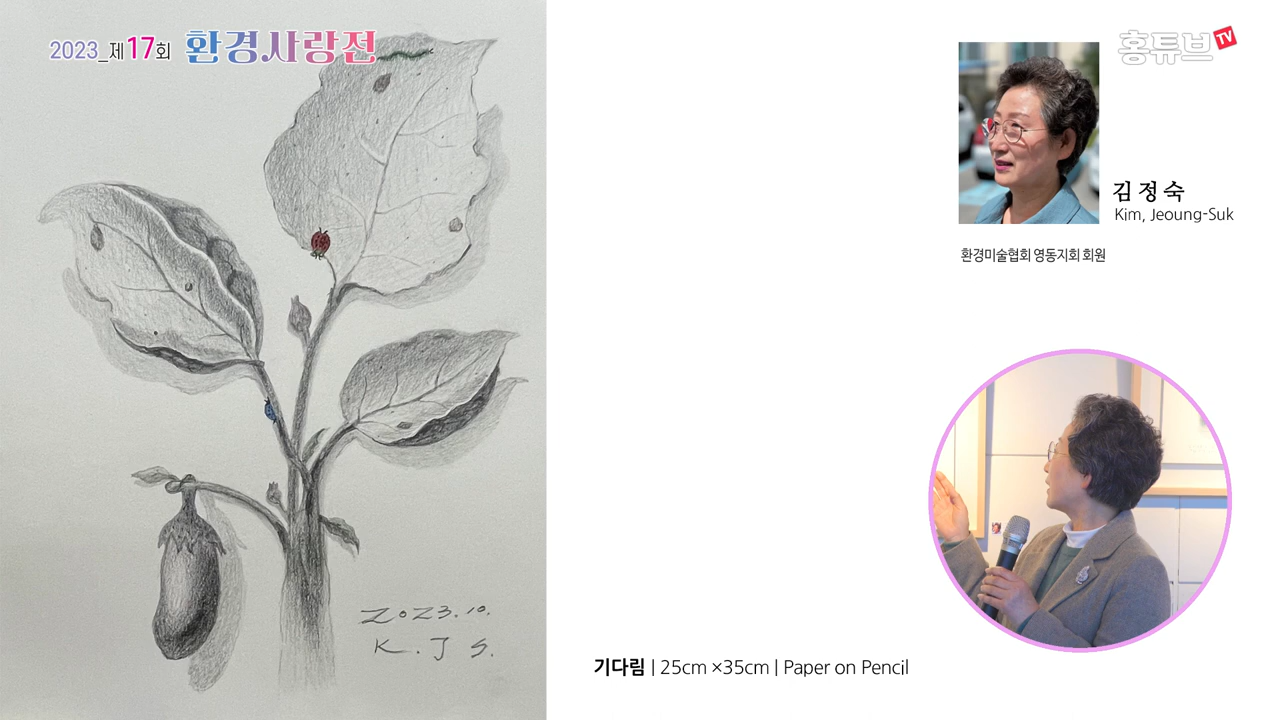 2023_제17회 환경사랑전
홍튜브 TV
김정숙
Kim, Jeoung-Suk
환경미술협회 영동지회 회원
2023.10.
K.J S.
기다림 | 25cm ×35cm | Paper on Pencil